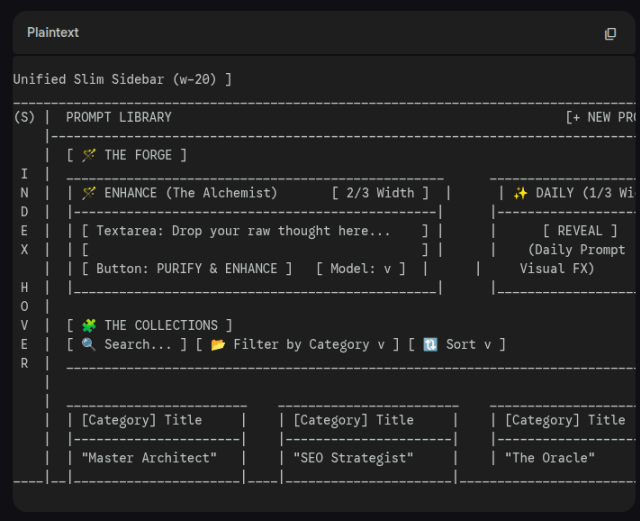 Plaintext
Unified Slim Sidebar (w-20) ]
(S) | PROMPT LIBRARY [+ NEW PRO
[ 🪄 THE FORGE ]
I
N | | 🪄 ENHANCE (The Alchemist) [ 2/3 Width ] | | ✨ DAILY (1/3 Wi
D
E | | [ Textarea: Drop your raw thought here... ] | | [ REVEAL ]
X | | [ ] | | (Daily Prompt
| | [ Button: PURIFY & ENHANCE ] [ Model: v ] | | Visual FX)
H
O
V | [ 🧩 THE COLLECTIONS ]
E | [ 🔍 Search... ] [ 📂 Filter by Category v ] [ 🔃 Sort v ]
R
| | [Category] Title | | [Category] Title | | [Category] Title
| | "Master Architect" | | "SEO Strategist" | | "The Oracle"